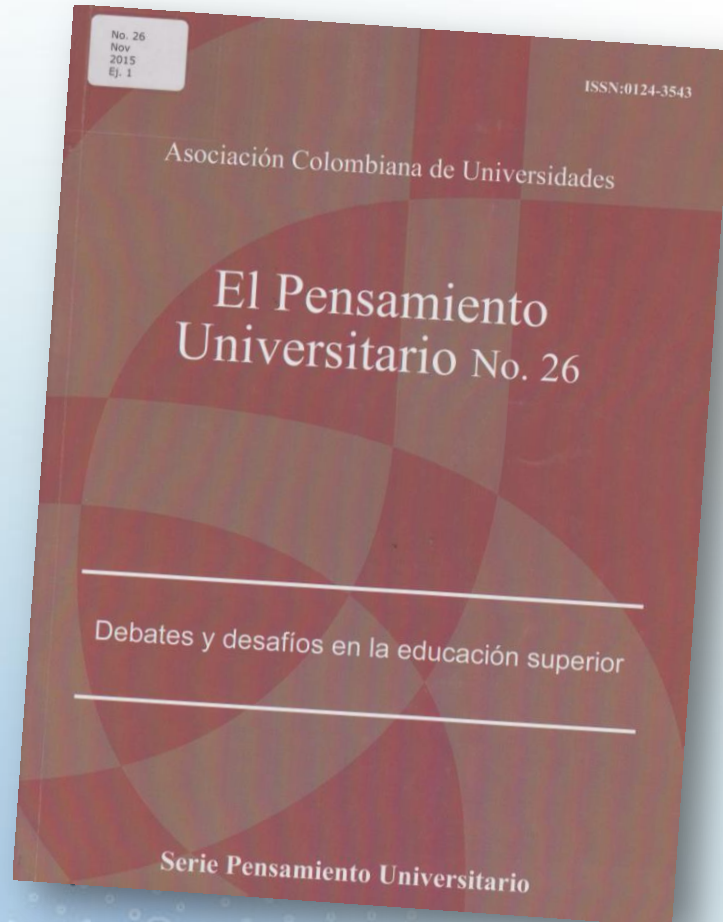 No. 26
Nov
2015
Ej. 1
ISSN:0124-3543
Asociación Colombiana de Universidades
El Pensamiento
Universitario No. 26
Debates y desafíos en la educación superior
Serie Pensamiento Universitario